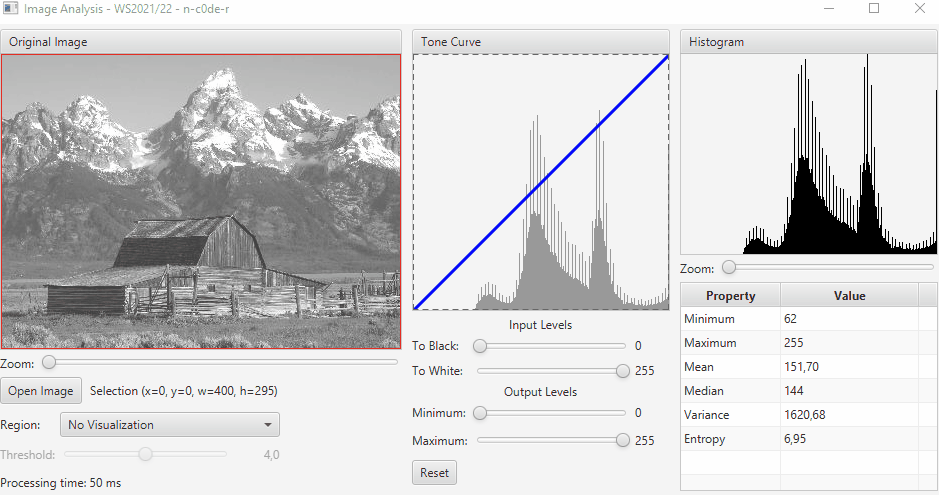 Image Analysis - WS2021/22 - n-c0de-r
Original Image
Zoom:
Open Image Selection (x=0, y=0, w=400, h=295)
Region: No Visualization
Threshold: 4,0
Processing time: 50 ms
Tone Curve
Input Levels
To Black: 0
To White: 255
Output Levels
Minimum: 0
Maximum: 255
Reset
Histogram
Zoom:
Property Value
Minimum 62
Maximum 255
Mean 151,70
Median 144
Variance 1620,68
Entropy 6,95